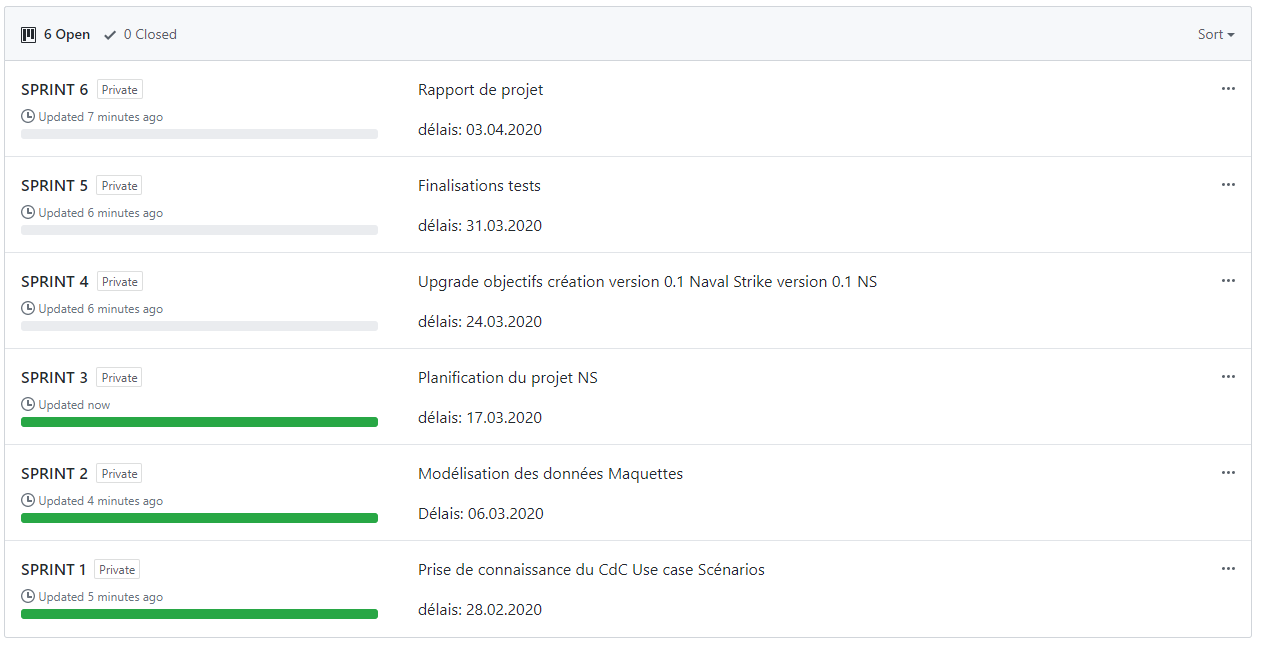 6 Open 0 Closed Sort
SPRINT 6 Private Rapport de projet
Updated 7 minutes ago
délais: 03.04.2020
SPRINT 5 Private Finalisations tests
Updated 6 minutes ago
délais: 31.03.2020
SPRINT 4 Private Upgrade objectifs création version 0.1 Naval Strike version 0.1 NS
Updated 6 minutes ago
délais: 24.03.2020
SPRINT 3 Private Planification du projet NS
Updated now
délais: 17.03.2020
SPRINT 2 Private Modélisation des données Maquettes
Updated 4 minutes ago
Délais: 06.03.2020
SPRINT 1 Private Prise de connaissance du CdC Use case Scénarios
Updated 5 minutes ago
délais: 28.02.2020